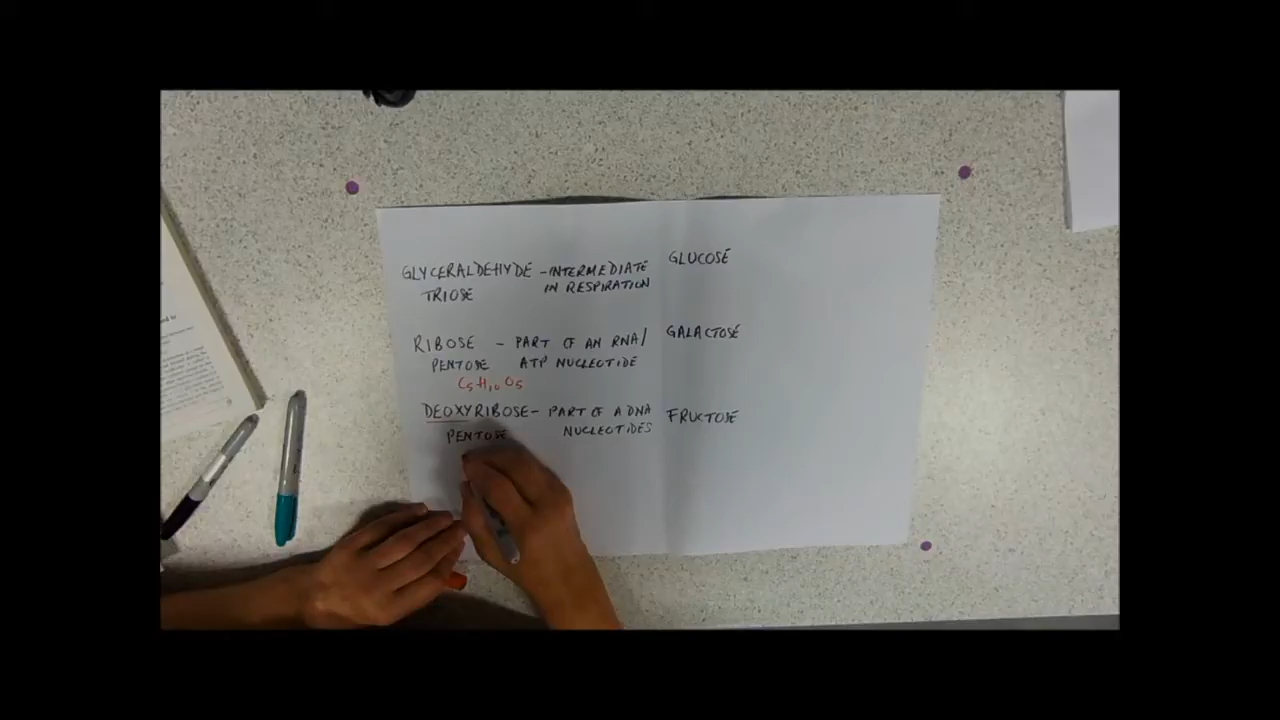 GLYCERALDEHYDE - INTERMEDIATE
TRIOSE IN RESPIRATION
RIBOSE - PART OF AN RNA/
PENTOSE ATP NUCLEOTIDE
C5H10O5
DEOXYRIBOSE - PART OF A DNA
PENTOSE NUCLEOTIDES
GLUCOSE
GALACTOSE
FRUCTOSE